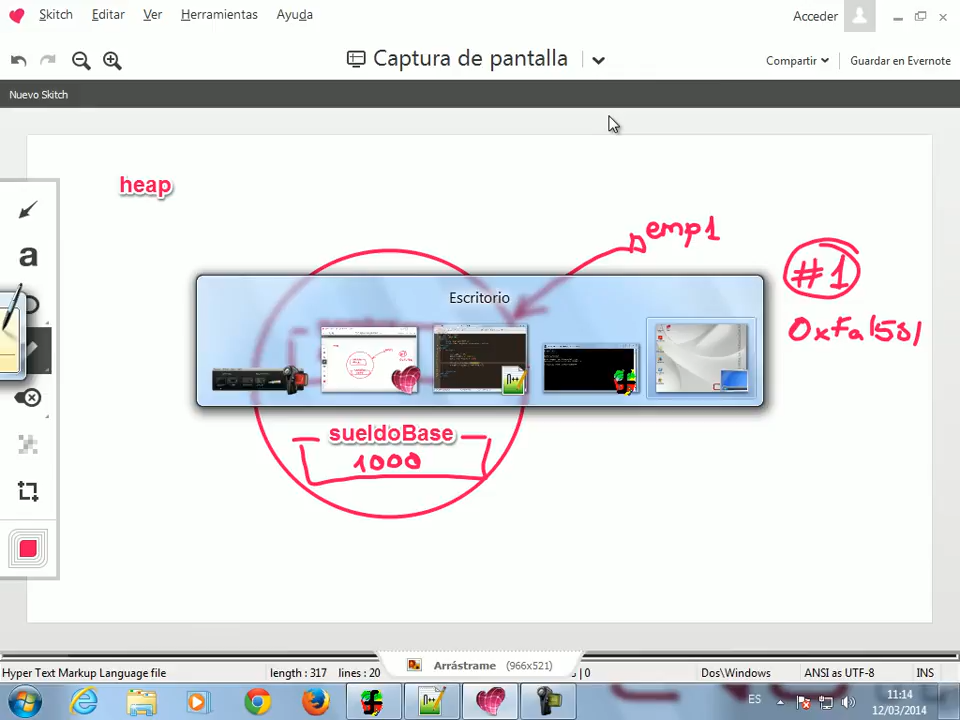 Skitch Editar Ver Herramientas Ayuda
Acceder
Captura de pantalla
Compartir
Guardar en Evernote
Nuevo Skitch
heap
emp1
#1
Escritorio
a
N++
sueldoBase
1000
Hyper Text Markup Language file
length : 317 lines : 20
Arrástrame (966x521)
| 0
Dos\Windows
ANSI as UTF-8
INS
ES
11:14
12/03/2014